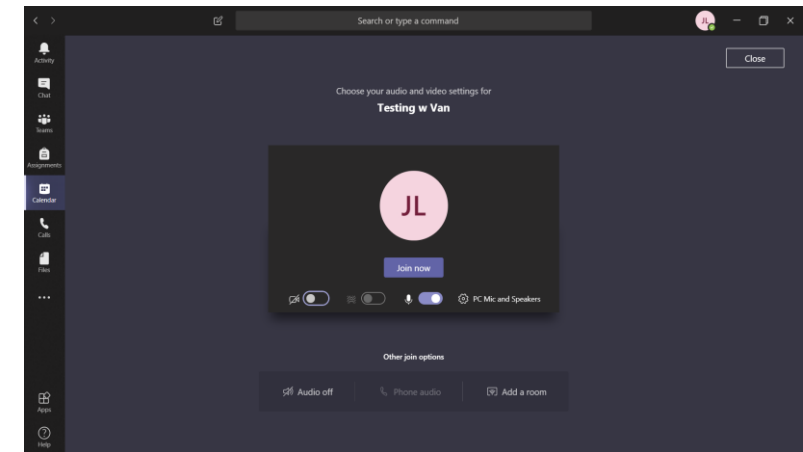 Search or type a command
JL
Activity
Chat
Teams
Assignments
Calendar
Calls
Files
Apps
Help
Close
Choose your audio and video settings for
Testing w Van
JL
Join now
PC Mic and Speakers
Other join options
Audio off
Phone audio
Add a room